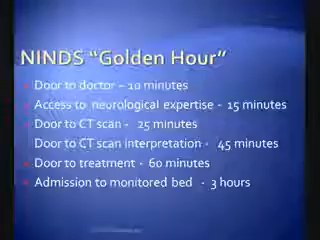 NINDS “Golden Hour”
Door to doctor – 10 minutes
Access to neurological expertise - 15 minutes
Door to CT scan - 25 minutes
Door to CT scan interpretation - 45 minutes
Door to treatment - 60 minutes
Admission to monitored bed - 3 hours